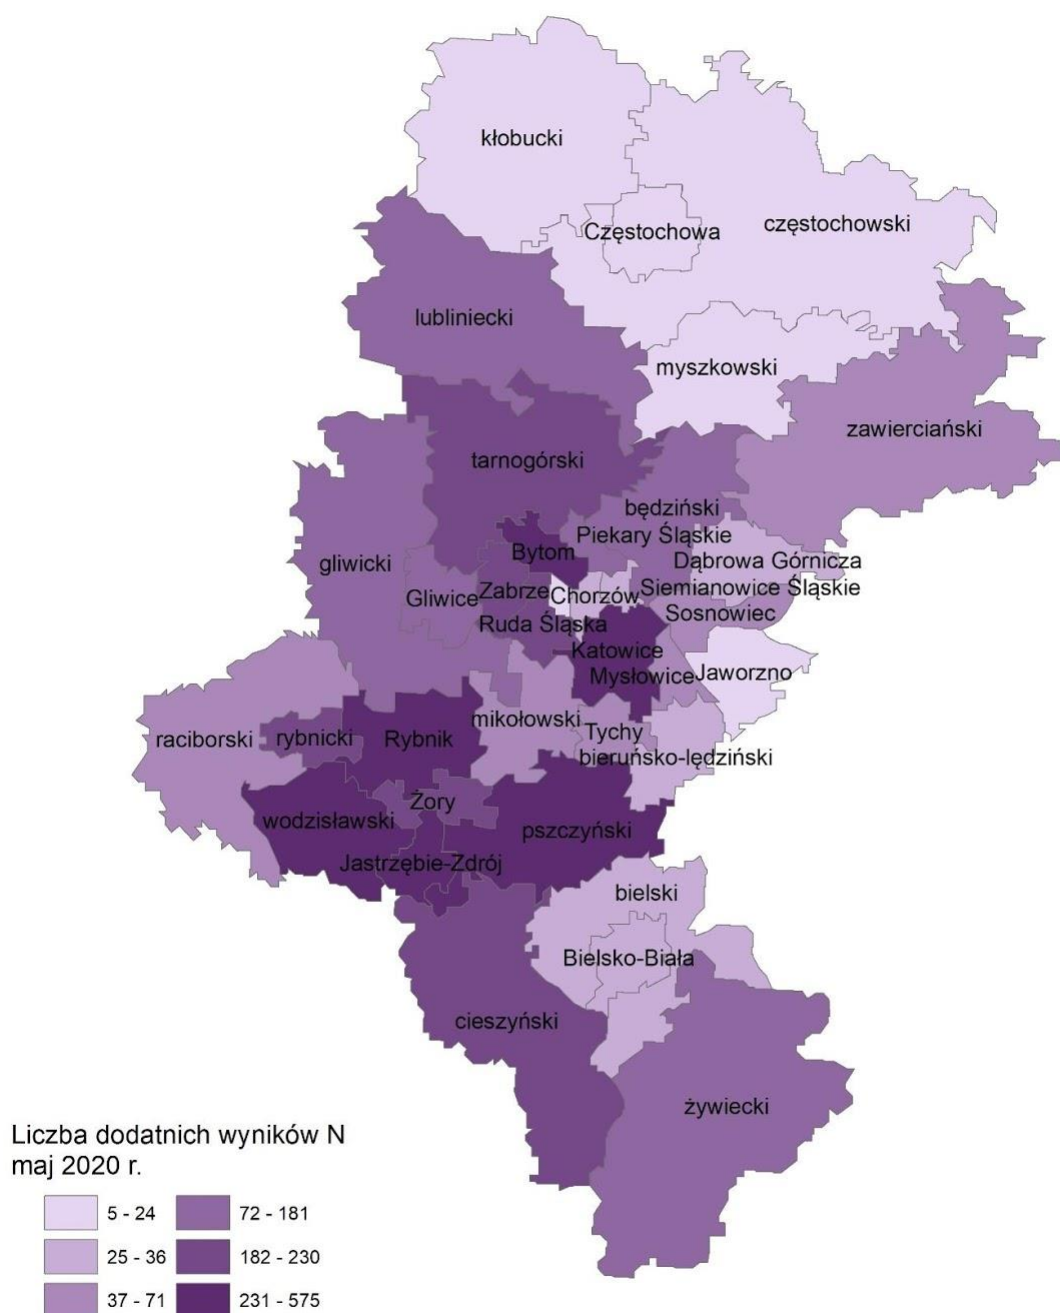 kłobucki
Częstochowa
częstochowski
lubliniecki
myszkowski
zawierciański
tarnogórski
będziński
Piekary Śląskie
Bytom
Dąbrowa Górnicza
gliwicki
Siemianowice Śląskie
Zabrze
Chorzów
Gliwice
Sosnowiec
Ruda Śląska
Katowice
Mysłowice
Jaworzno
mikołowski
Tychy
raciborski
rybnicki
Rybnik
bieruńsko-lędziński
Żory
wodzisławski
pszczyński
Jastrzębie-Zdrój
bielski
Bielsko-Biała
cieszyński
żywiecki
Liczba dodatnich wyników N
maj 2020 r.
5 - 24
72 - 181
25 - 36
182 - 230
37 - 71
231 - 575